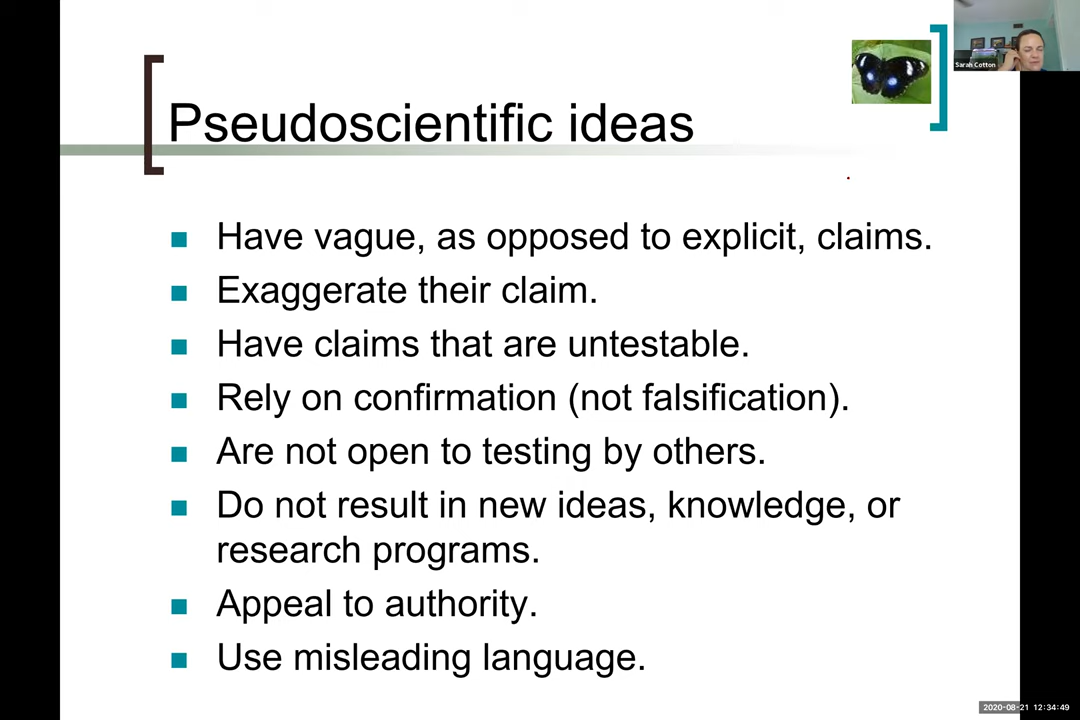 Sarah Cotton
Pseudoscientific ideas
Have vague, as opposed to explicit, claims.
Exaggerate their claim.
Have claims that are untestable.
Rely on confirmation (not falsification).
Are not open to testing by others.
Do not result in new ideas, knowledge, or
research programs.
Appeal to authority.
Use misleading language.
2020-08-21 12:34:49